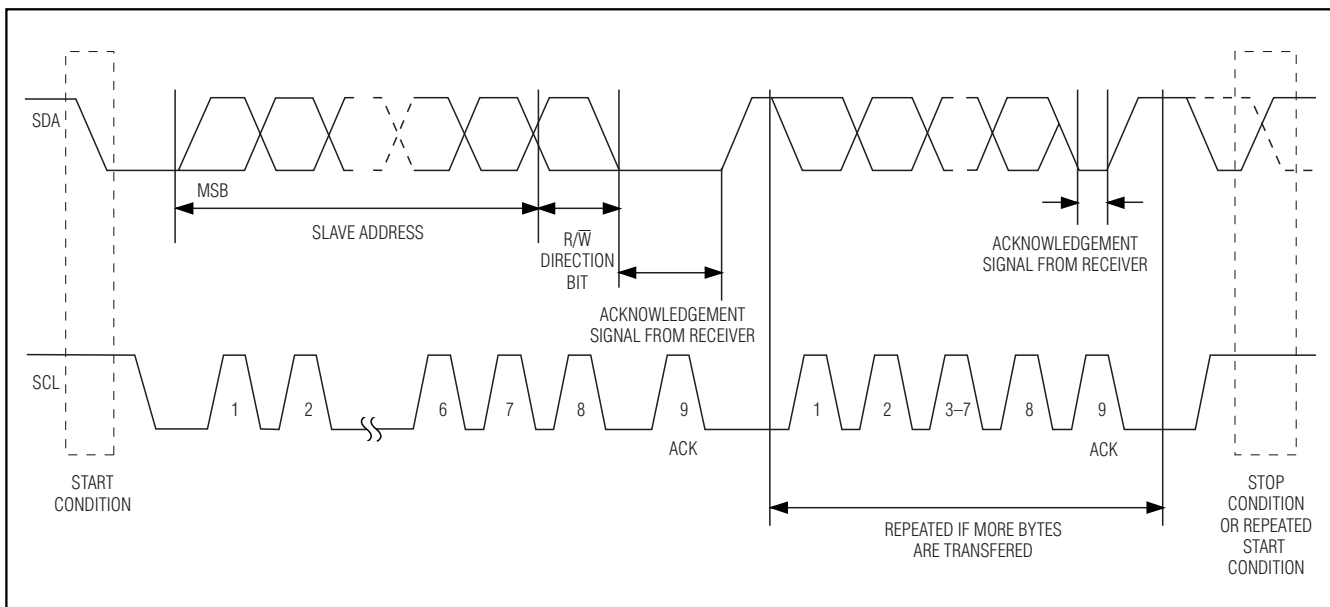 SDA
MSB
SLAVE ADDRESS
R/W̅
DIRECTION
BIT
ACKNOWLEDGEMENT
SIGNAL FROM RECEIVER
ACKNOWLEDGEMENT
SIGNAL FROM RECEIVER
SCL
1
2
6
7
8
9
1
2
3–7
8
9
ACK
ACK
START
CONDITION
REPEATED IF MORE BYTES
ARE TRANSFERED
STOP
CONDITION
OR REPEATED
START
CONDITION